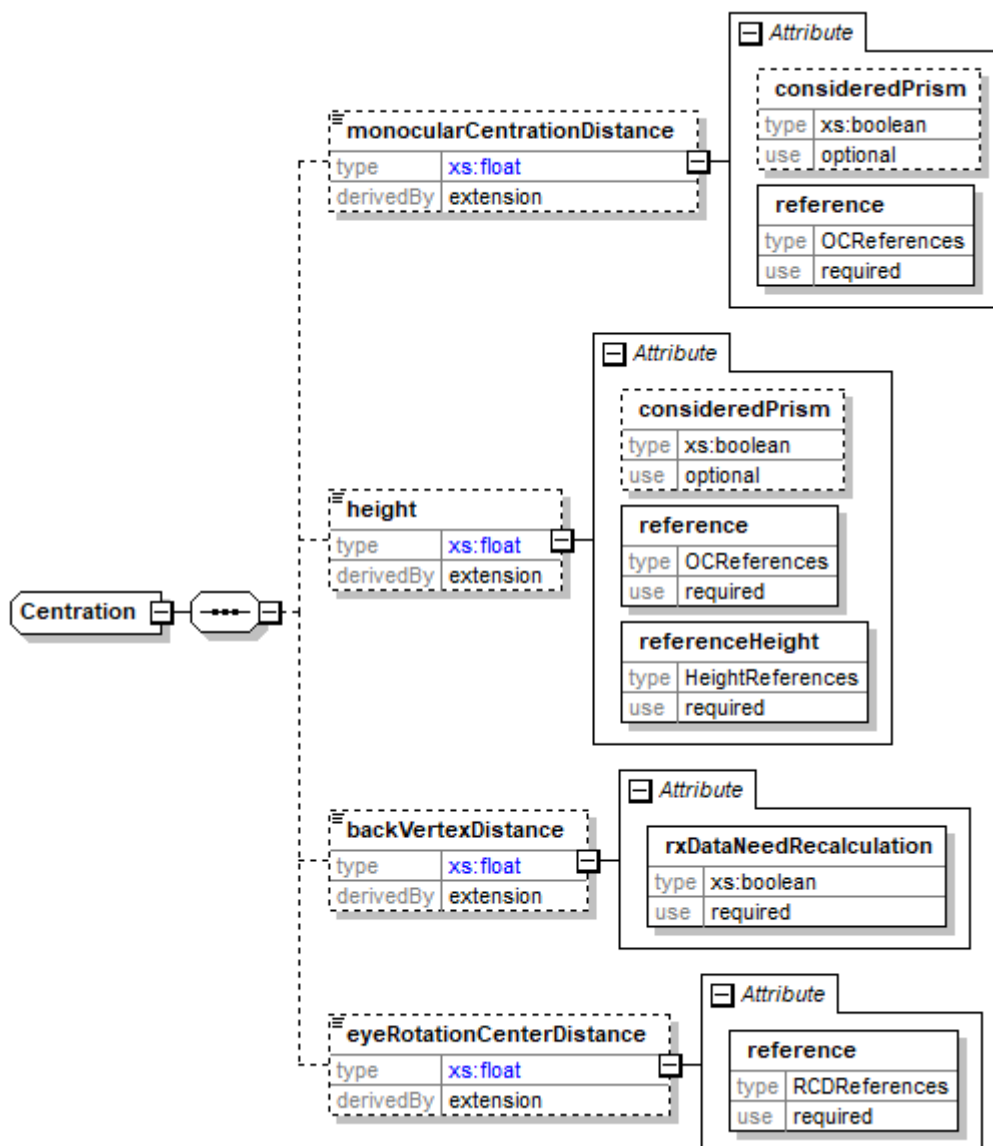 Attribute
consideredPrism
type xs:boolean
use optional
monocularCentrationDistance
type xs:float
derivedBy extension
reference
type OCReferences
use required
Attribute
consideredPrism
type xs:boolean
use optional
height
type xs:float
derivedBy extension
reference
type OCReferences
use required
Centration
referenceHeight
type HeightReferences
use required
Attribute
backVertexDistance
type xs:float
derivedBy extension
rxDataNeedRecalculation
type xs:boolean
use required
Attribute
eyeRotationCenterDistance
type xs:float
derivedBy extension
reference
type RCDReferences
use required